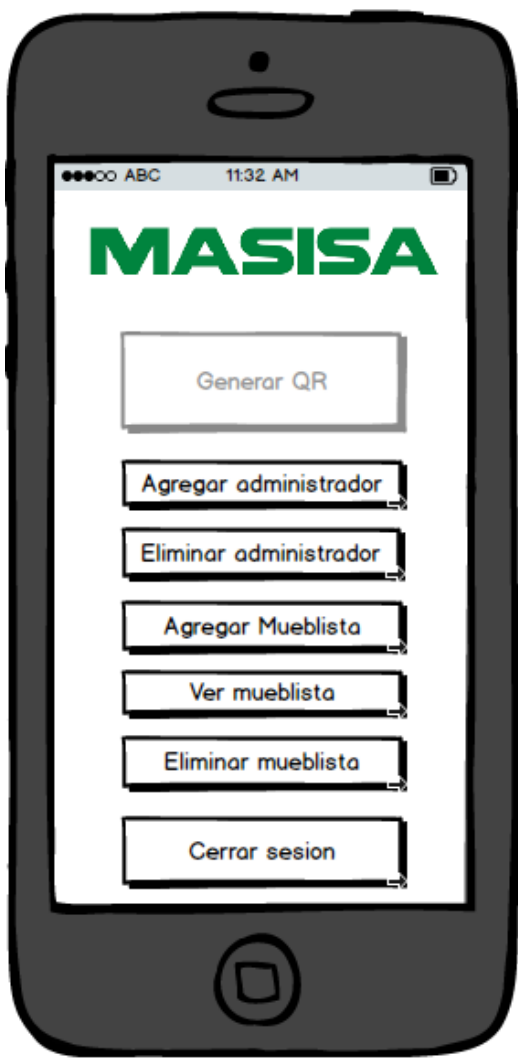 ABC 11:32 AM
MASISA
Generar QR
Agregar administrador
Eliminar administrador
Agregar Mueblista
Ver mueblista
Eliminar mueblista
Cerrar sesion